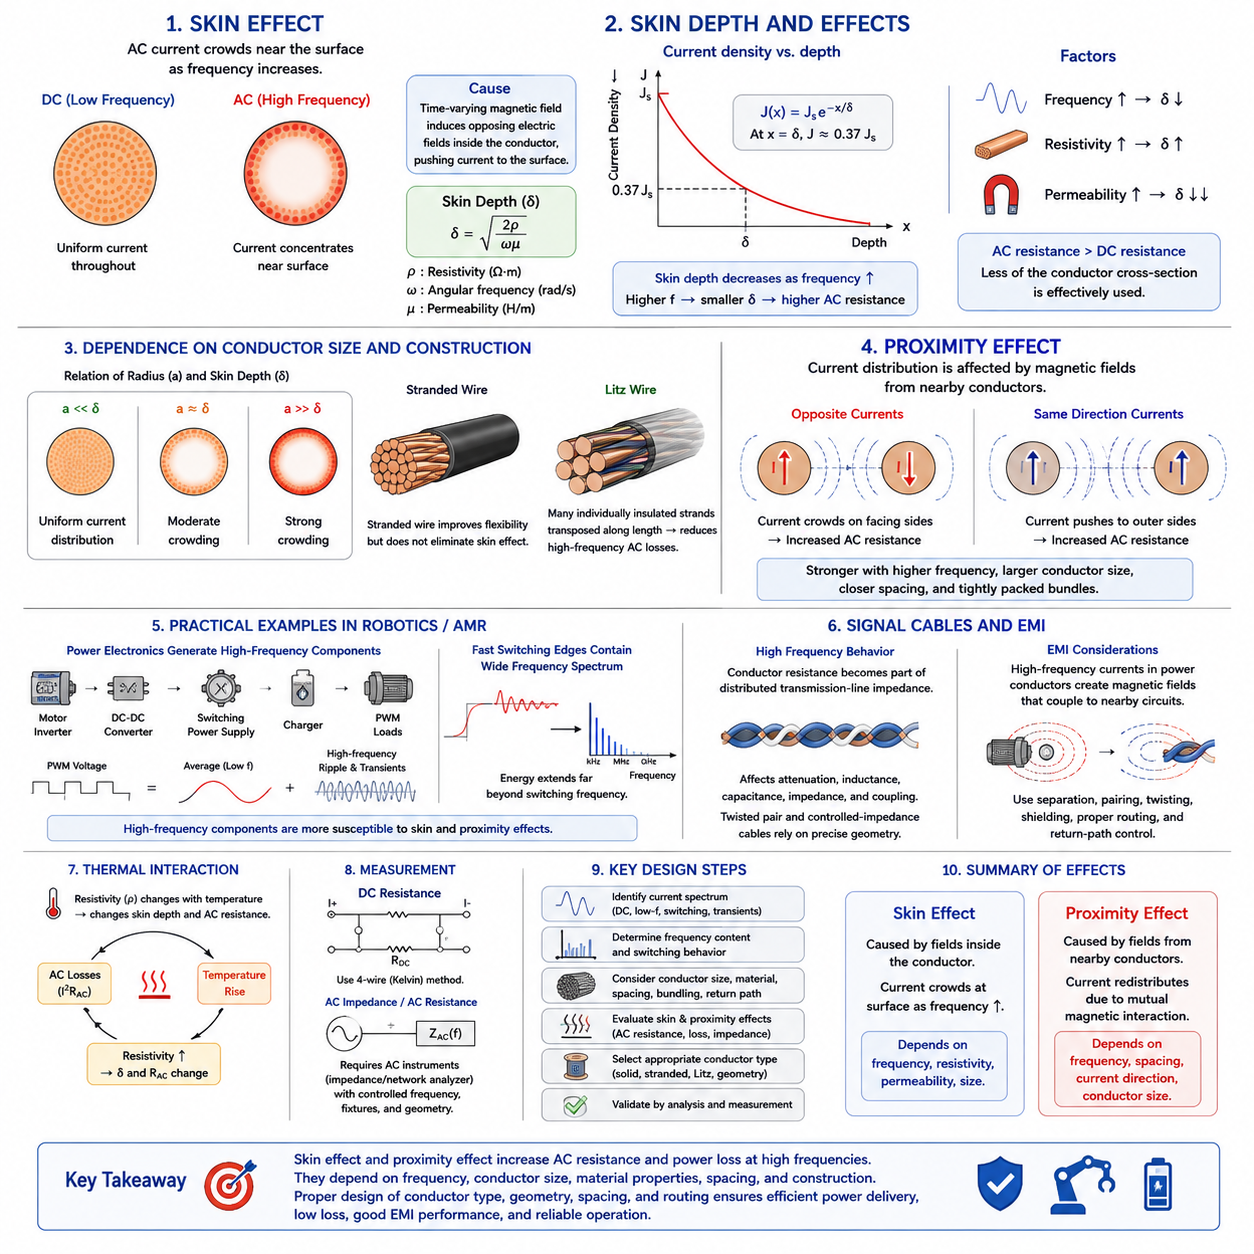 1. SKIN EFFECT
AC current crowds near the surface
as frequency increases.
DC (Low Frequency)
AC (High Frequency)
Uniform current
throughout
Current concentrates
near surface
Cause
Time-varying magnetic field
induces opposing electric
fields inside the conductor,
pushing current to the surface.
Skin Depth (δ)
δ = √(2ρ / ωμ)
ρ : Resistivity (Ω·m)
ω : Angular frequency (rad/s)
μ : Permeability (H/m)
2. SKIN DEPTH AND EFFECTS
Current density vs. depth
Current Density ↓
J
Jₛ
0.37 Jₛ
J(x) = Jₛe^(−x/δ)
At x = δ, J ≈ 0.37 Jₛ
δ
Depth
x
Skin depth decreases as frequency ↑
Higher f → smaller δ → higher AC resistance
Factors
Frequency ↑ → δ ↓
Resistivity ↑ → δ ↑
Permeability ↑ → δ ↓↓
AC resistance > DC resistance
Less of the conductor cross-section
is effectively used.
3. DEPENDENCE ON CONDUCTOR SIZE AND CONSTRUCTION
Relation of Radius (a) and Skin Depth (δ)
a << δ
a ≈ δ
a >> δ
Uniform current
distribution
Moderate
crowding
Strong
crowding
Stranded Wire
Stranded wire improves flexibility
but does not eliminate skin effect.
Litz Wire
Many individually insulated strands
transposed along length → reduces
high-frequency AC losses.
4. PROXIMITY EFFECT
Current distribution is affected by magnetic fields
from nearby conductors.
Opposite Currents
I
I
Current crowds on facing sides
→ Increased AC resistance
Same Direction Currents
I
I
Current pushes to outer sides
→ Increased AC resistance
Stronger with higher frequency, larger conductor size,
closer spacing, and tightly packed bundles.
5. PRACTICAL EXAMPLES IN ROBOTICS / AMR
Power Electronics Generate High-Frequency Components
Motor
Inverter
DC-DC
Converter
Switching
Power Supply
Charger
PWM
Loads
PWM Voltage
=
Average (Low f)
+
High-frequency
Ripple & Transients
Fast Switching Edges Contain
Wide Frequency Spectrum
kHz
MHz
Frequency
Energy extends far
beyond switching frequency.
High-frequency components are more susceptible to skin and proximity effects.
6. SIGNAL CABLES AND EMI
High Frequency Behavior
Conductor resistance becomes part of
distributed transmission-line impedance.
Affects attenuation, inductance,
capacitance, impedance, and coupling.
Twisted pair and controlled-impedance
cables rely on precise geometry.
EMI Considerations
High-frequency currents in power
conductors create magnetic fields
that couple to nearby circuits.
Use separation, pairing, twisting,
shielding, proper routing, and
return-path control.
7. THERMAL INTERACTION
Resistivity (ρ) changes with temperature
→ changes skin depth and AC resistance.
AC Losses
(I²R_AC)
Temperature
Rise
Resistivity ↑
→ δ and R_AC change
8. MEASUREMENT
DC Resistance
I+
I-
R_DC
Use 4-wire (Kelvin) method.
AC Impedance / AC Resistance
Z_AC(f)
Requires AC instruments
(impedance/network analyzer)
with controlled frequency,
fixtures, and geometry.
9. KEY DESIGN STEPS
Identify current spectrum
(DC, low-f, switching, transients)
Determine frequency content
and switching behavior
Consider conductor size, material,
spacing, bundling, return path
Evaluate skin & proximity effects
(AC resistance, loss, impedance)
Select appropriate conductor type
(solid, stranded, Litz, geometry)
Validate by analysis and measurement
10. SUMMARY OF EFFECTS
Skin Effect
Caused by fields inside
the conductor.
Current crowds at
surface as frequency ↑.
Depends on
frequency, resistivity,
permeability, size.
Proximity Effect
Caused by fields from
nearby conductors.
Current redistributes
due to mutual
magnetic interaction.
Depends on
frequency, spacing,
current direction,
conductor size.
Key Takeaway
Skin effect and proximity effect increase AC resistance and power loss at high frequencies.
They depend on frequency, conductor size, material properties, spacing, and construction.
Proper design of conductor type, geometry, spacing, and routing ensures efficient power delivery,
low loss, good EMI performance, and reliable operation.